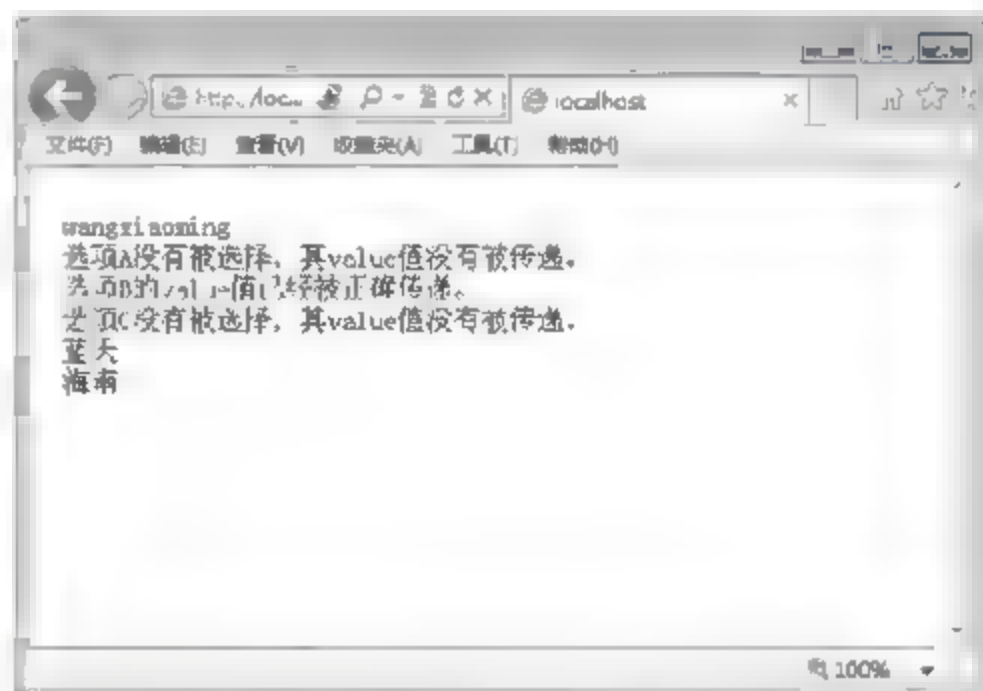 localhost
文件(F) 编辑(E) 查看(V) 收藏夹(A) 工具(T) 帮助(H)
wangxiaoming
选项A没有被选择，其value值没有被传递。
选项B的value值已经被正确传递。
选项C没有被选择，其value值没有被传递。
蓝天
海南
100%